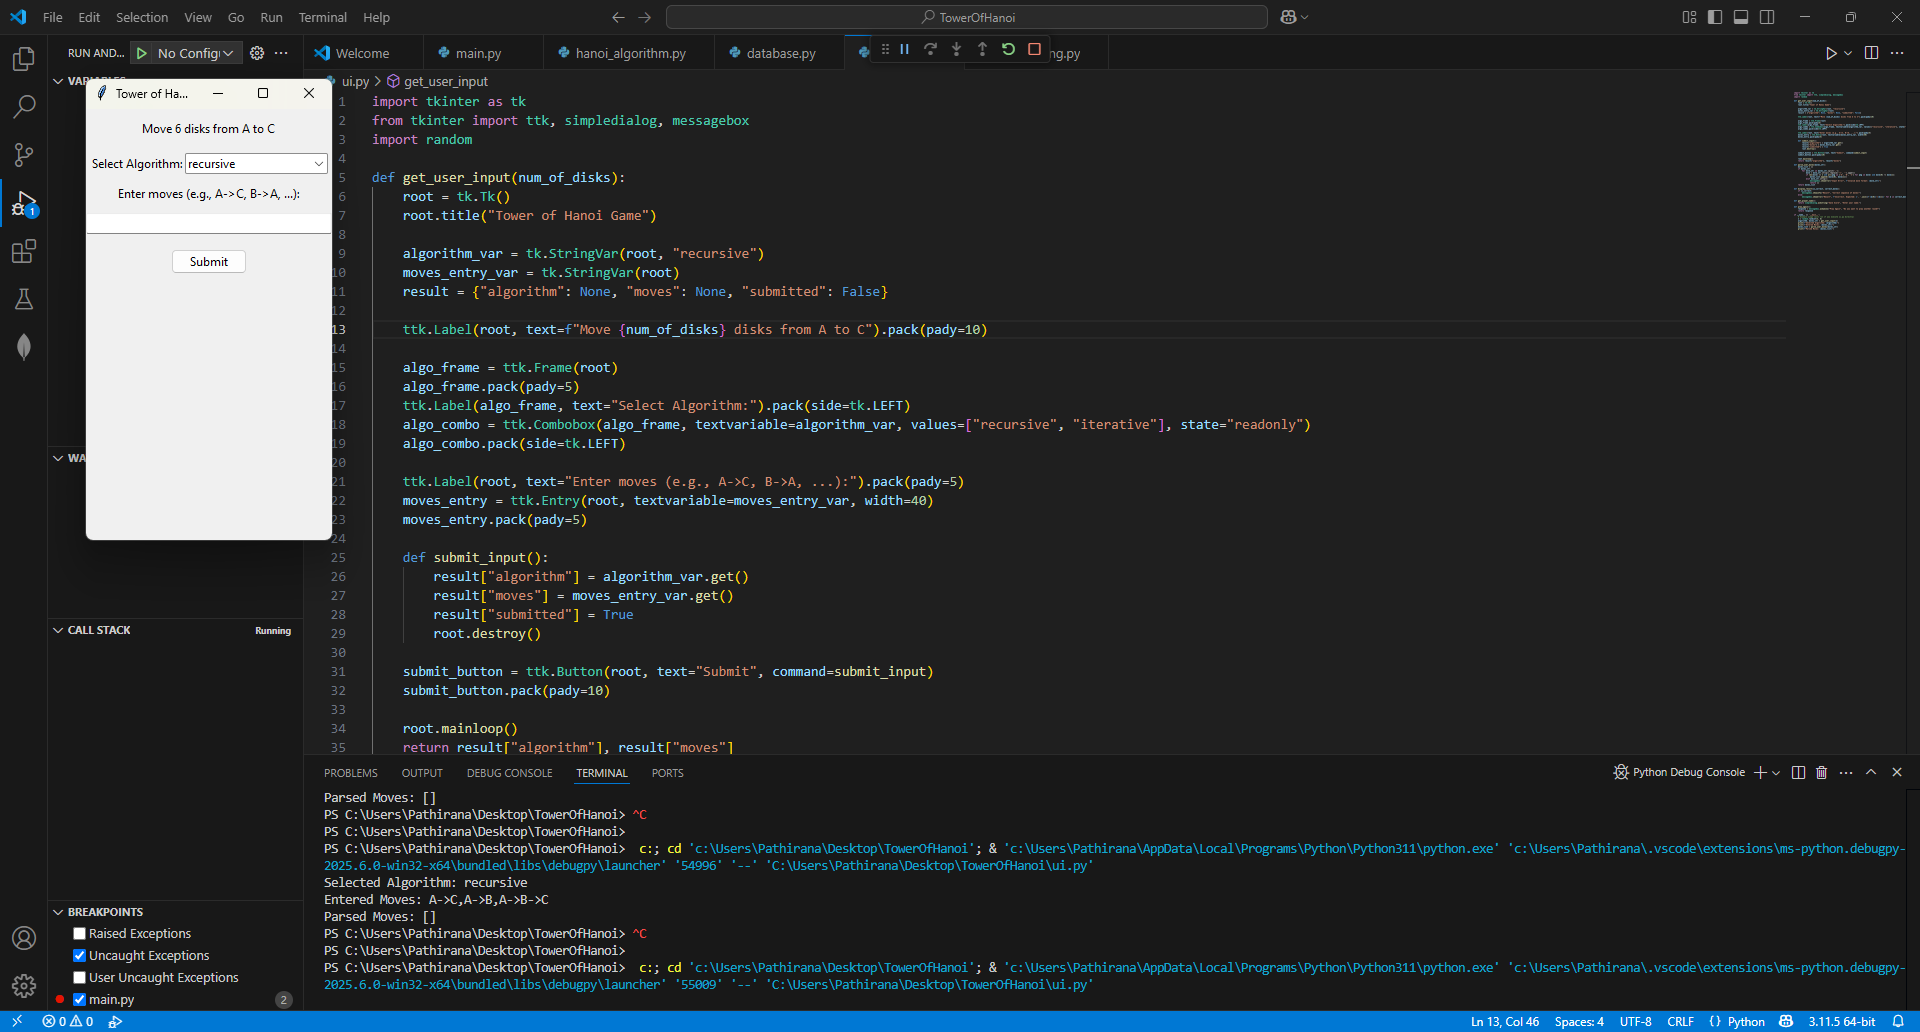 File Edit Selection View Go Run Terminal Help
TowerOfHanoi
RUN AND... No Config
Welcome main.py hanoi_algorithm.py database.py ng.py
VARIABLES
ui.py > get_user_input
Tower of Ha...
Move 6 disks from A to C
Select Algorithm: recursive
Enter moves (e.g., A->C, B->A, ...):
Submit
WA
CALL STACK Running
BREAKPOINTS
Raised Exceptions
Uncaught Exceptions
User Uncaught Exceptions
main.py 2
1
1 import tkinter as tk
2 from tkinter import ttk, simpledialog, messagebox
3 import random
4
5 def get_user_input(num_of_disks):
6 root = tk.Tk()
7 root.title("Tower of Hanoi Game")
8
9 algorithm_var = tk.StringVar(root, "recursive")
10 moves_entry_var = tk.StringVar(root)
11 result = {"algorithm": None, "moves": None, "submitted": False}
12
13 ttk.Label(root, text=f"Move {num_of_disks} disks from A to C").pack(pady=10)
14
15 algo_frame = ttk.Frame(root)
16 algo_frame.pack(pady=5)
17 ttk.Label(algo_frame, text="Select Algorithm:").pack(side=tk.LEFT)
18 algo_combo = ttk.Combobox(algo_frame, textvariable=algorithm_var, values=["recursive", "iterative"], state="readonly")
19 algo_combo.pack(side=tk.LEFT)
20
21 ttk.Label(root, text="Enter moves (e.g., A->C, B->A, ...):").pack(pady=5)
22 moves_entry = ttk.Entry(root, textvariable=moves_entry_var, width=40)
23 moves_entry.pack(pady=5)
24
25 def submit_input():
26 result["algorithm"] = algorithm_var.get()
27 result["moves"] = moves_entry_var.get()
28 result["submitted"] = True
29 root.destroy()
30
31 submit_button = ttk.Button(root, text="Submit", command=submit_input)
32 submit_button.pack(pady=10)
33
34 root.mainloop()
35 return result["algorithm"], result["moves"]
PROBLEMS OUTPUT DEBUG CONSOLE TERMINAL PORTS
Python Debug Console
Parsed Moves: []
PS C:\Users\Pathirana\Desktop\TowerOfHanoi> ^C
PS C:\Users\Pathirana\Desktop\TowerOfHanoi>
PS C:\Users\Pathirana\Desktop\TowerOfHanoi> c:; cd 'c:\Users\Pathirana\Desktop\TowerOfHanoi'; & 'c:\Users\Pathirana\AppData\Local\Programs\Python\Python311\python.exe' 'c:\Users\Pathirana\.vscode\extensions\ms-python.debugpy-
2025.6.0-win32-x64\bundled\libs\debugpy\launcher' '54996' '--' 'C:\Users\Pathirana\Desktop\TowerOfHanoi\ui.py'
Selected Algorithm: recursive
Entered Moves: A->C,A->B,A->B->C
Parsed Moves: []
PS C:\Users\Pathirana\Desktop\TowerOfHanoi> ^C
PS C:\Users\Pathirana\Desktop\TowerOfHanoi>
PS C:\Users\Pathirana\Desktop\TowerOfHanoi> c:; cd 'c:\Users\Pathirana\Desktop\TowerOfHanoi'; & 'c:\Users\Pathirana\AppData\Local\Programs\Python\Python311\python.exe' 'c:\Users\Pathirana\.vscode\extensions\ms-python.debugpy-
2025.6.0-win32-x64\bundled\libs\debugpy\launcher' '55009' '--' 'C:\Users\Pathirana\Desktop\TowerOfHanoi\ui.py'
0 0
Ln 13, Col 46 Spaces: 4 UTF-8 CRLF {} Python 3.11.5 64-bit